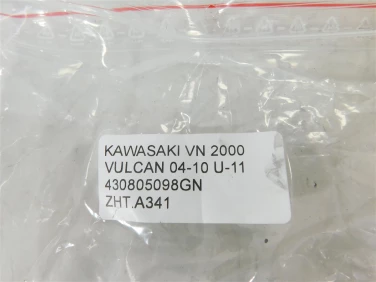 KAWASAKI VN 2000
VULCAN 04-10 U-11
430805098GN
ZHT.A341